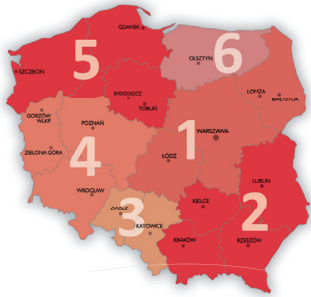 GDAŃSK
5
6
OLSZTYN
SZCZECIN
BYDGOSZCZ
ŁOMŻA
BIAŁYSTOK
TORUŃ
GORZÓW
WLKP
POZNAŃ
1
WARSZAWA
ZIELONA GÓRA
4
ŁÓDŹ
LUBLIN
WROCŁAW
3
OPOLE
KIELCE
2
KATOWICE
KRAKÓW
RZESZÓW